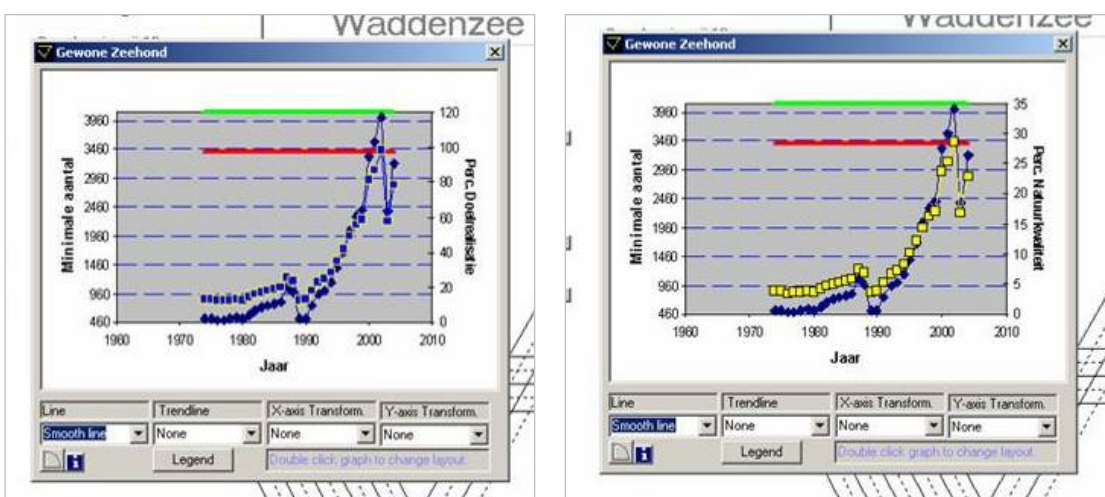 Waddenzee
Gewone Zeehond
Minimale aantal
3960
3460
2960
2460
1960
1460
960
460
120
100
80
60
40
20
0
Perc. Doelrealisatie
1960 1970 1980 1990 2000 2010
Jaar
Line Trendline X-axis Transform. Y-axis Transform.
Smooth line None None None
Legend Double click graph to change layout.
Waddenzee
Gewone Zeehond
Minimale aantal
3960
3460
2960
2460
1960
1460
960
460
35
30
25
20
15
10
5
0
Perc. Natuurkwaliteit
1960 1970 1980 1990 2000 2010
Jaar
Line Trendline X-axis Transform. Y-axis Transform.
Smooth line None None None
Legend Double click graph to change layout.